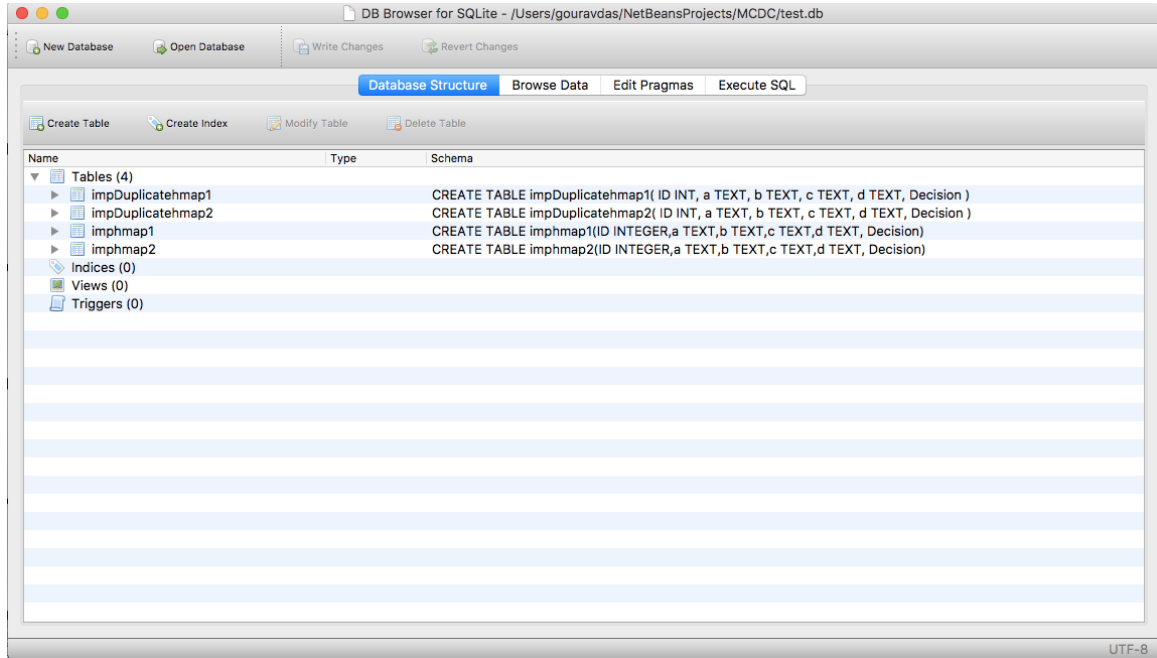 DB Browser for SQLite - /Users/gouravdas/NetBeansProjects/MCDC/test.db
New Database Open Database Write Changes Revert Changes
Database Structure Browse Data Edit Pragmas Execute SQL
Create Table Create Index Modify Table Delete Table
Name Type Schema
Tables (4)
impDuplicatehmap1 CREATE TABLE impDuplicatehmap1( ID INT, a TEXT, b TEXT, c TEXT, d TEXT, Decision )
impDuplicatehmap2 CREATE TABLE impDuplicatehmap2( ID INT, a TEXT, b TEXT, c TEXT, d TEXT, Decision )
imphmap1 CREATE TABLE imphmap1(ID INTEGER,a TEXT,b TEXT,c TEXT,d TEXT, Decision)
imphmap2 CREATE TABLE imphmap2(ID INTEGER,a TEXT,b TEXT,c TEXT,d TEXT, Decision)
Indices (0)
Views (0)
Triggers (0)
UTF-8